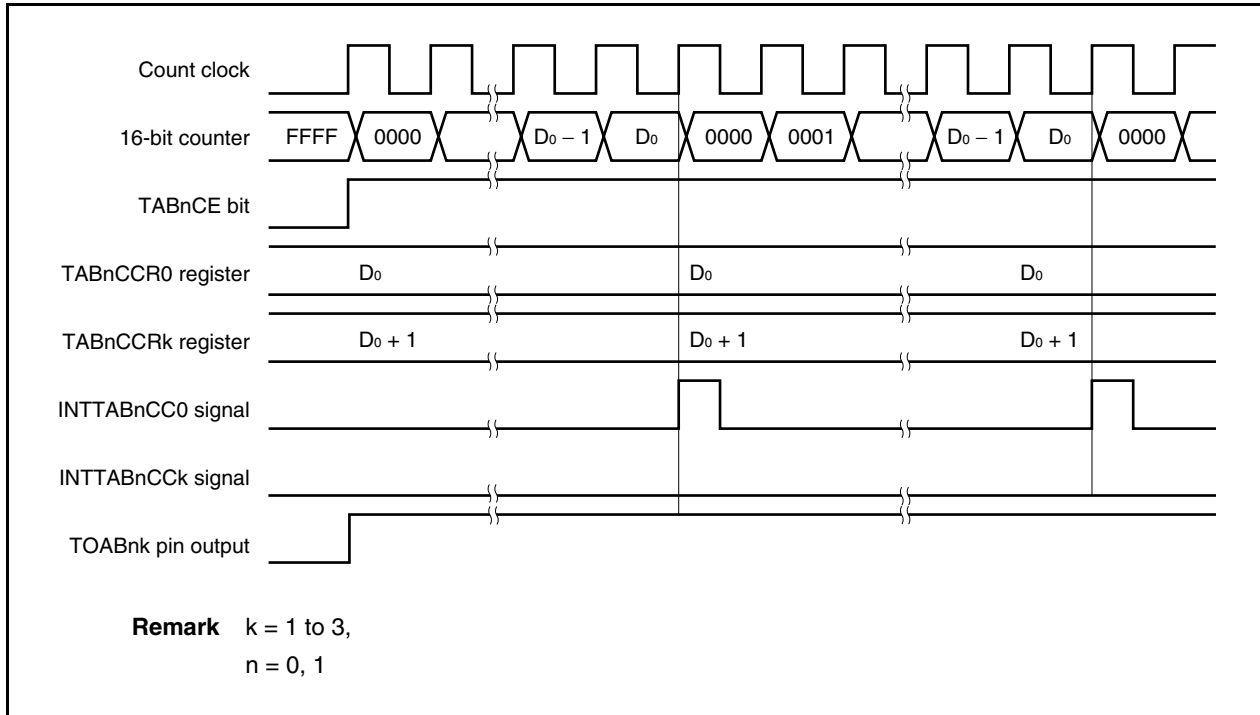 Count clock
16-bit counter FFFF 0000 D₀ − 1 D₀ 0000 0001 D₀ − 1 D₀ 0000
TABnCE bit
TABnCCR0 register D₀ D₀ D₀
TABnCCRk register D₀ + 1 D₀ + 1 D₀ + 1
INTTABnCC0 signal
INTTABnCCk signal
TOABnk pin output
Remark k = 1 to 3,
n = 0, 1